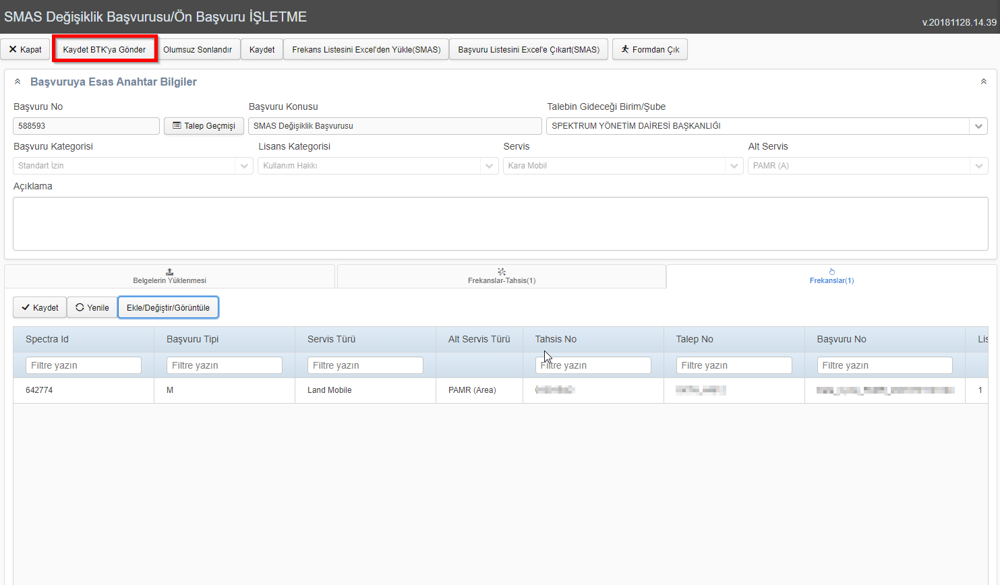 SMAS Değişiklik Başvurusu/Ön Başvuru İŞLETME
v.20181128.14.39
Kapat Kaydet BTK'ya Gönder Olumsuz Sonlandır Kaydet Frekans Listesini Excel'den Yükle(SMAS) Başvuru Listesini Excel'e Çıkart(SMAS) Formdan Çık
Başvuruya Esas Anahtar Bilgiler
Başvuru No Başvuru Konusu Talebin Gideceği Birim/Şube
588593 Talep Geçmişi SMAS Değişiklik Başvurusu SPEKTRUM YÖNETİM DAİRESİ BAŞKANLIĞI
Başvuru Kategorisi Lisans Kategorisi Servis Alt Servis
Standart İzin Kullanım Hakkı Kara Mobil PAMR (A)
Açıklama
Belgelerin Yüklenmesi Frekanslar-Tahsis(1) Frekanslar(1)
Kaydet Yenile Ekle/Değiştir/Görüntüle
Spectra Id Başvuru Tipi Servis Türü Alt Servis Türü Tahsis No Talep No Başvuru No Lis
Filtre yazın Filtre yazın Filtre yazın Filtre yazın Filtre yazın Filtre yazın
642774 M Land Mobile PAMR (Area) 1